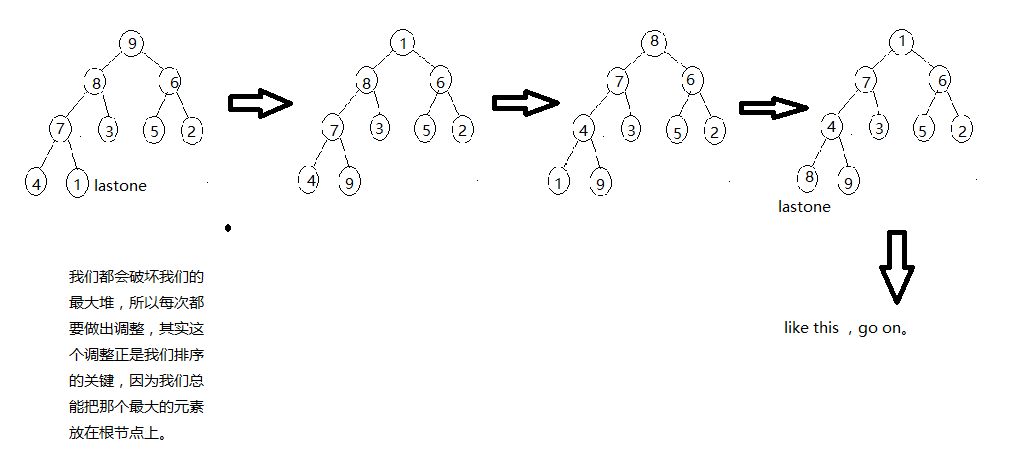 9 1 8 1
8 6 8 6 7 6 7 6
7 3 5 2 7 3 5 2 4 3 5 2 4 3 5 2
4 1 lastone 4 9 1 9 8 9
lastone
我们都会破坏我们的
最大堆，所以每次都
要做出调整，其实这
个调整正是我们排序
的关键，因为我们总
能把那个最大的元素
放在根节点上。
like this ，go on。